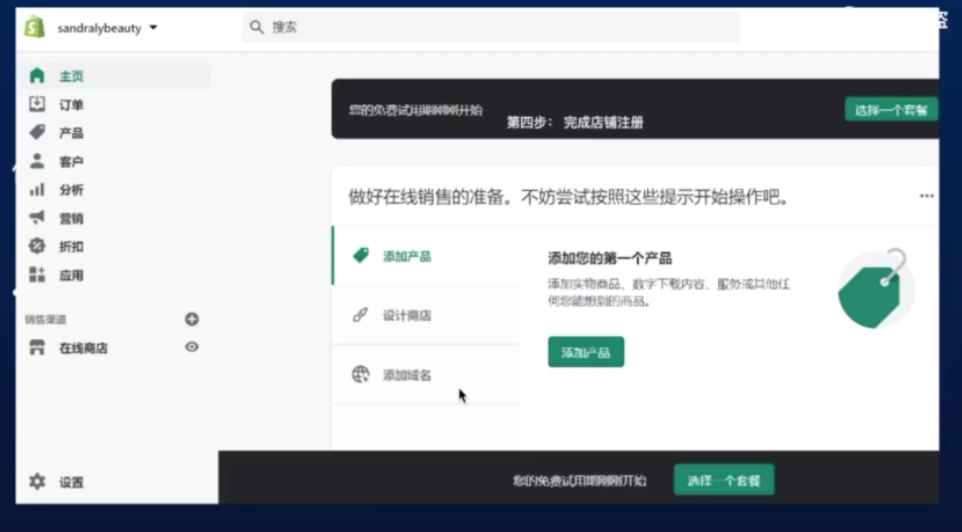 sandralybeauty
搜索
盗
主页
订单
产品
客户
分析
营销
折扣
应用
销售渠道
在线商店
设置
您的免费试用期刚刚开始
第四步： 完成店铺注册
选择一个套餐
做好在线销售的准备。不妨尝试按照这些提示开始操作吧。
添加产品
设计商店
添加域名
添加您的第一个产品
添加实物商品、数字下载内容、服务或其他任
何您能想到的商品。
添加产品
您的免费试用期刚刚开始
选择一个套餐